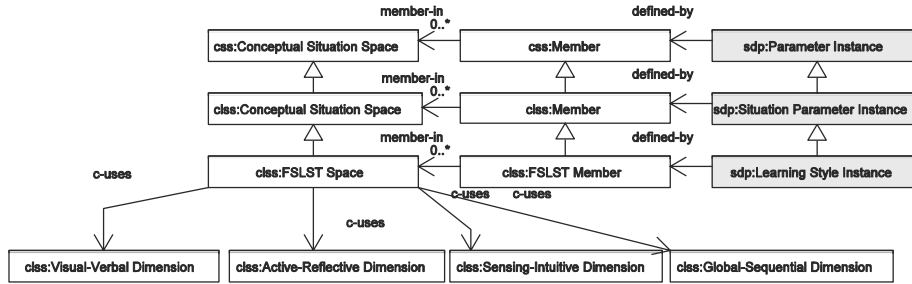 member-in defined-by
0..*
css:Conceptual Situation Space css:Member sdp:Parameter Instance
member-in defined-by
0..*
clss:Conceptual Situation Space clss:Member sdp:Situation Parameter Instance
member-in defined-by
0..*
clss:FSLST Space clss:FSLST Member sdp:Learning Style Instance
c-uses
c-uses c-uses
c-uses
clss:Visual-Verbal Dimension clss:Active-Reflective Dimension clss:Sensing-Intuitive Dimension clss:Global-Sequential Dimension